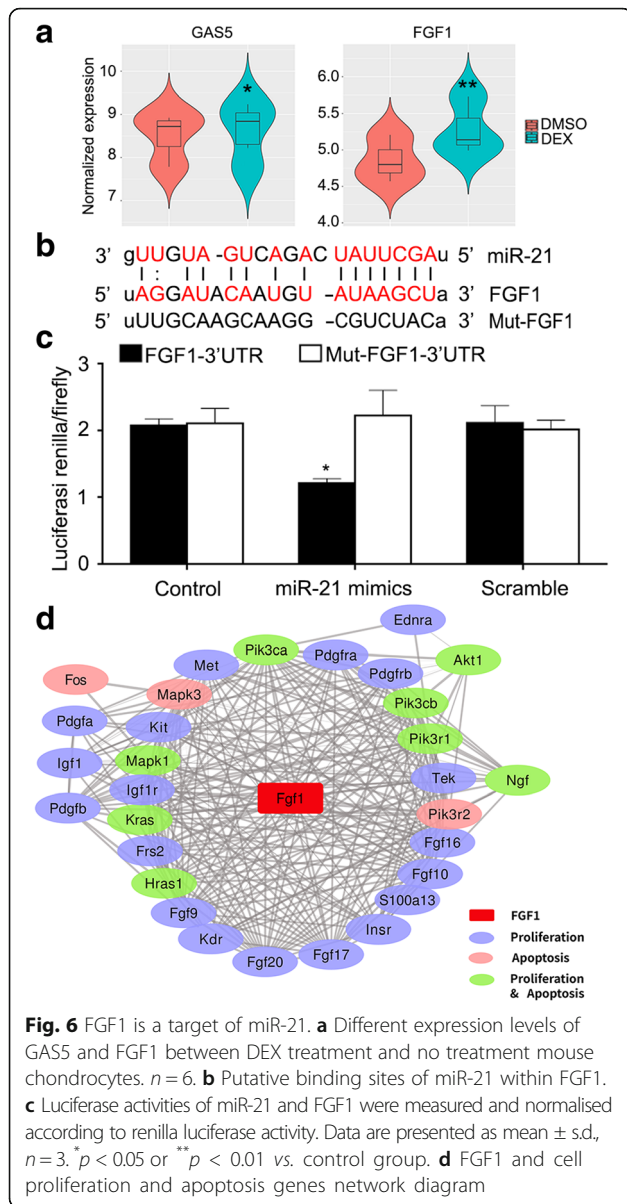 a
GAS5
FGF1
Normalized expression
10
9
8
7
*
6.0
5.5
5.0
4.5
4.0
**
DMSO
DEX
b
3’ gUUGUA -GUCAGAC UAUUCGAu 5’ miR-21
5’ uAGGAUACAAUGU -AUAAGCUa 3’ FGF1
uUUGCAAGCAAGG -CGUCUACa 3’ Mut-FGF1
c
FGF1-3’UTR Mut-FGF1-3’UTR
Luciferasi renilla/firefly
3
2
1
0
*
Control miR-21 mimics Scramble
d
Ednra
Pik3ca
Pdgfra
Akt1
Met
Pdgfrb
Fos
Mapk3
Pik3cb
Pdgfa
Kit
Pik3r1
Mapk1
Igf1
Igf1r
Tek
Ngf
Fgf1
Pdgfb
Kras
Pik3r2
Frs2
Fgf16
Hras1
Fgf10
Fgf9
S100a13
Kdr
Insr
Fgf20
Fgf17
FGF1
Proliferation
Apoptosis
Proliferation
& Apoptosis
Fig. 6 FGF1 is a target of miR-21. a Different expression levels of
GAS5 and FGF1 between DEX treatment and no treatment mouse
chondrocytes. n = 6. b Putative binding sites of miR-21 within FGF1.
c Luciferase activities of miR-21 and FGF1 were measured and normalised
according to renilla luciferase activity. Data are presented as mean ± s.d.,
n = 3. *p < 0.05 or **p < 0.01 vs. control group. d FGF1 and cell
proliferation and apoptosis genes network diagram